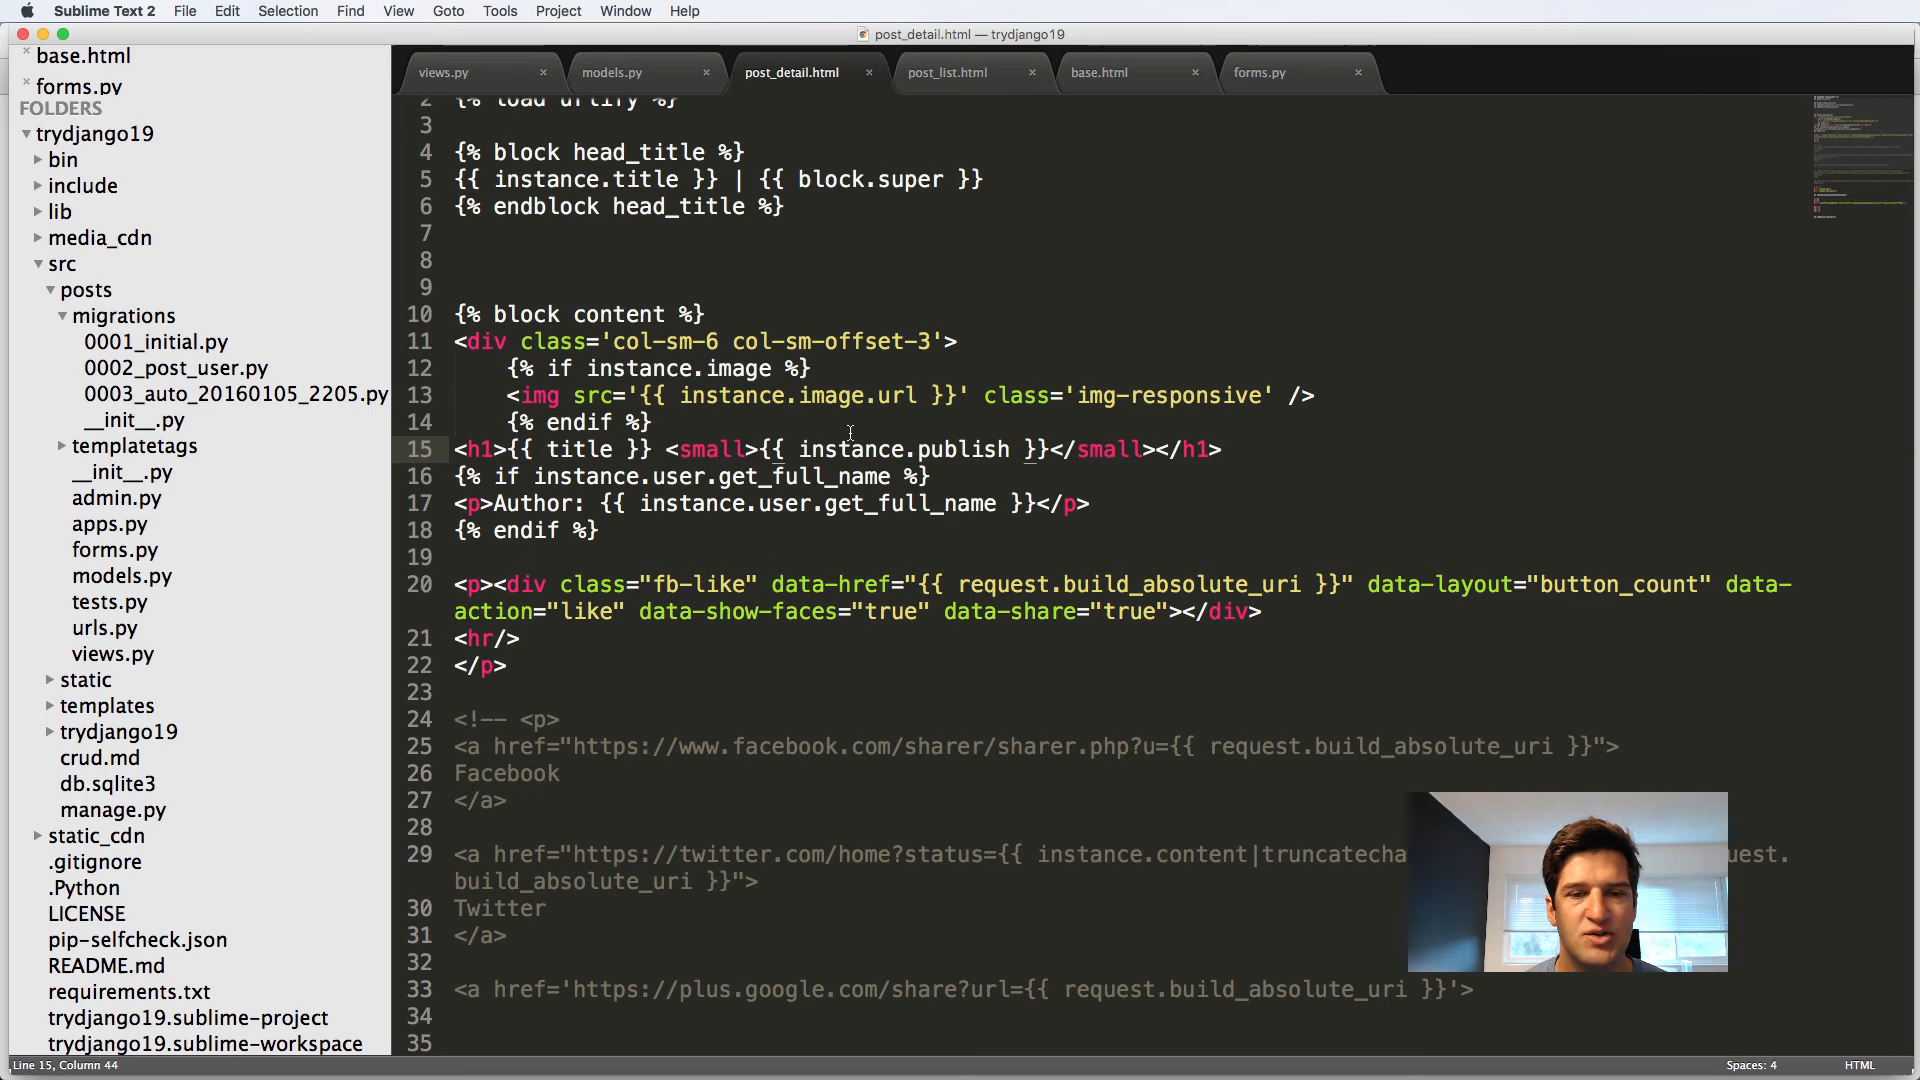 Sublime Text 2 File Edit Selection Find View Goto Tools Project Window Help
post_detail.html — trydjango19
views.py × models.py × post_detail.html × post_list.html × base.html × forms.py ×
base.html
forms.py
FOLDERS
trydjango19
bin
include
lib
media_cdn
src
posts
migrations
0001_initial.py
0002_post_user.py
0003_auto_20160105_2205.py
__init__.py
templatetags
__init__.py
admin.py
apps.py
forms.py
models.py
tests.py
urls.py
views.py
static
templates
trydjango19
crud.md
db.sqlite3
manage.py
static_cdn
.gitignore
.Python
LICENSE
pip-selfcheck.json
README.md
requirements.txt
trydjango19.sublime-project
trydjango19.sublime-workspace
2 {% load urlify %}
3
4 {% block head_title %}
5 {{ instance.title }} | {{ block.super }}
6 {% endblock head_title %}
7
8
9
10 {% block content %}
11 <div class='col-sm-6 col-sm-offset-3'>
12 {% if instance.image %}
13 <img src='{{ instance.image.url }}' class='img-responsive' />
14 {% endif %}
15 <h1>{{ title }} <small>{{ instance.publish }}</small></h1>
16 {% if instance.user.get_full_name %}
17 <p>Author: {{ instance.user.get_full_name }}</p>
18 {% endif %}
19
20 <p><div class="fb-like" data-href="{{ request.build_absolute_uri }}" data-layout="button_count" data-
action="like" data-show-faces="true" data-share="true"></div>
21 <hr/>
22 </p>
23
24 <!-- <p>
25 <a href="https://www.facebook.com/sharer/sharer.php?u={{ request.build_absolute_uri }}">
26 Facebook
27 </a>
28
29 <a href="https://twitter.com/home?status={{ instance.content|truncatecha uest.
build_absolute_uri }}">
30 Twitter
31 </a>
32
33 <a href='https://plus.google.com/share?url={{ request.build_absolute_uri }}'>
34
35
Line 15, Column 44
Spaces: 4 HTML